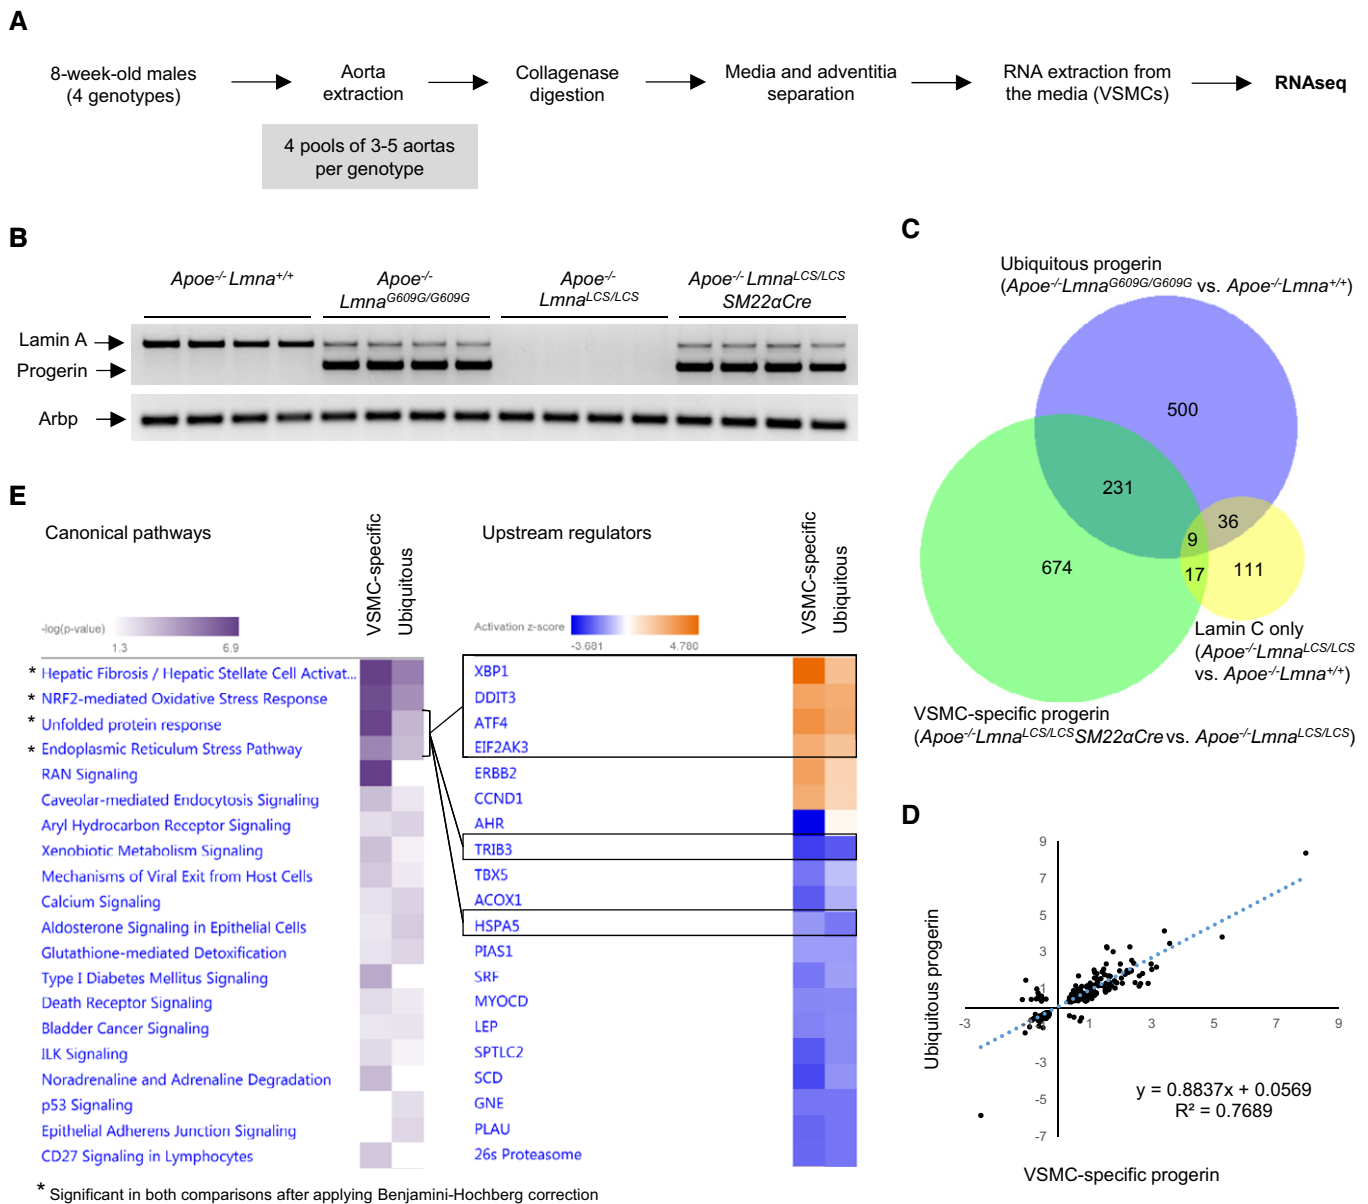 A
8-week-old males
(4 genotypes)
Aorta
extraction
Collagenase
digestion
Media and adventitia
separation
RNA extraction from
the media (VSMCs)
RNAseq
4 pools of 3-5 aortas
per genotype
B
Apoe-/- Lmna+/+
Apoe-/-
LmnaG609G/G609G
Apoe-/-
LmnaLCS/LCS
Apoe-/- LmnaLCS/LCS
SM22αCre
Lamin A
Progerin
Arbp
C
Ubiquitous progerin
(Apoe-/-LmnaG609G/G609G vs. Apoe-/-Lmna+/+)
500
231
36
9
674
17
111
Lamin C only
(Apoe-/-LmnaLCS/LCS
vs. Apoe-/-Lmna+/+)
VSMC-specific progerin
(Apoe-/-LmnaLCS/LCSSM22αCre vs. Apoe-/-LmnaLCS/LCS)
D
Ubiquitous progerin
9
7
5
3
1
-3
-5
-7
-3
1
3
5
7
9
y = 0.8837x + 0.0569
R² = 0.7689
VSMC-specific progerin
E
Canonical pathways
VSMC-specific
Ubiquitous
-log(p-value)
1.3
6.9
* Hepatic Fibrosis / Hepatic Stellate Cell Activat...
* NRF2-mediated Oxidative Stress Response
* Unfolded protein response
* Endoplasmic Reticulum Stress Pathway
RAN Signaling
Caveolar-mediated Endocytosis Signaling
Aryl Hydrocarbon Receptor Signaling
Xenobiotic Metabolism Signaling
Mechanisms of Viral Exit from Host Cells
Calcium Signaling
Aldosterone Signaling in Epithelial Cells
Glutathione-mediated Detoxification
Type I Diabetes Mellitus Signaling
Death Receptor Signaling
Bladder Cancer Signaling
ILK Signaling
Noradrenaline and Adrenaline Degradation
p53 Signaling
Epithelial Adherens Junction Signaling
CD27 Signaling in Lymphocytes
Upstream regulators
VSMC-specific
Ubiquitous
Activation z-score
-3.681
4.780
XBP1
DDIT3
ATF4
EIF2AK3
ERBB2
CCND1
AHR
TRIB3
TBX5
ACOX1
HSPA5
PIAS1
SRF
MYOCD
LEP
SPTLC2
SCD
GNE
PLAU
26s Proteasome
* Significant in both comparisons after applying Benjamini-Hochberg correction